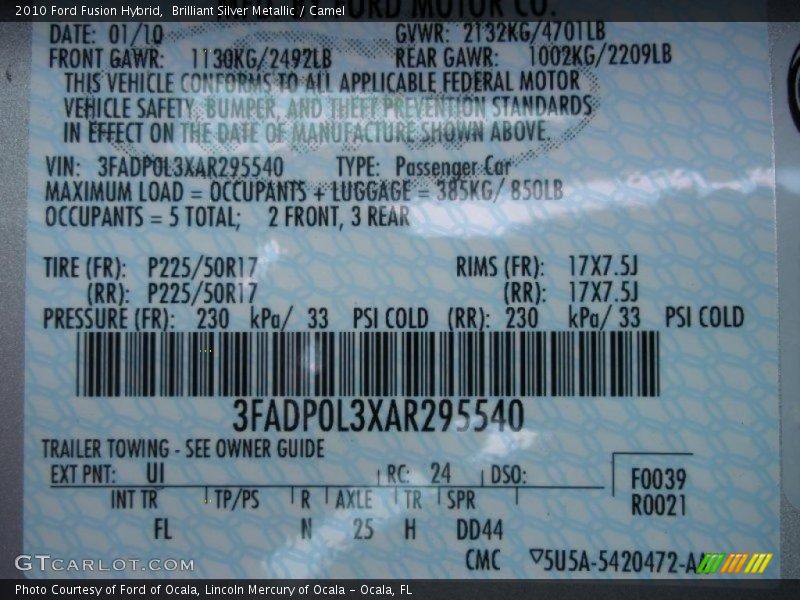 2010 Ford Fusion Hybrid,  Brilliant Silver Metallic / Camel
FORD MOTOR CO.
DATE: 01/10 GVWR: 2132KG/4701LB
FRONT GAWR: 1130KG/2492LB REAR GAWR: 1002KG/2209LB
THIS VEHICLE CONFORMS TO ALL APPLICABLE FEDERAL MOTOR
VEHICLE SAFETY, BUMPER, AND THEFT PREVENTION STANDARDS
IN EFFECT ON THE DATE OF MANUFACTURE SHOWN ABOVE.
VIN: 3FADP0L3XAR295540 TYPE: Passenger Car
MAXIMUM LOAD = OCCUPANTS + LUGGAGE = 385KG/ 850LB
OCCUPANTS = 5 TOTAL; 2 FRONT, 3 REAR
TIRE (FR): P225/50R17 RIMS (FR): 17X7.5J
(RR): P225/50R17 (RR): 17X7.5J
PRESSURE (FR): 230 kPa/ 33 PSI COLD (RR): 230 kPa/ 33 PSI COLD
3FADP0L3XAR295540
TRAILER TOWING - SEE OWNER GUIDE
EXT PNT: UI RC: 24 DSO: F0039
INT TR TP/PS R AXLE TR SPR R0021
FL N 25 H DD44
CMC ▽5U5A-5420472-A
GTCARLOT.COM
Photo Courtesy of Ford of Ocala, Lincoln Mercury of Ocala – Ocala, FL